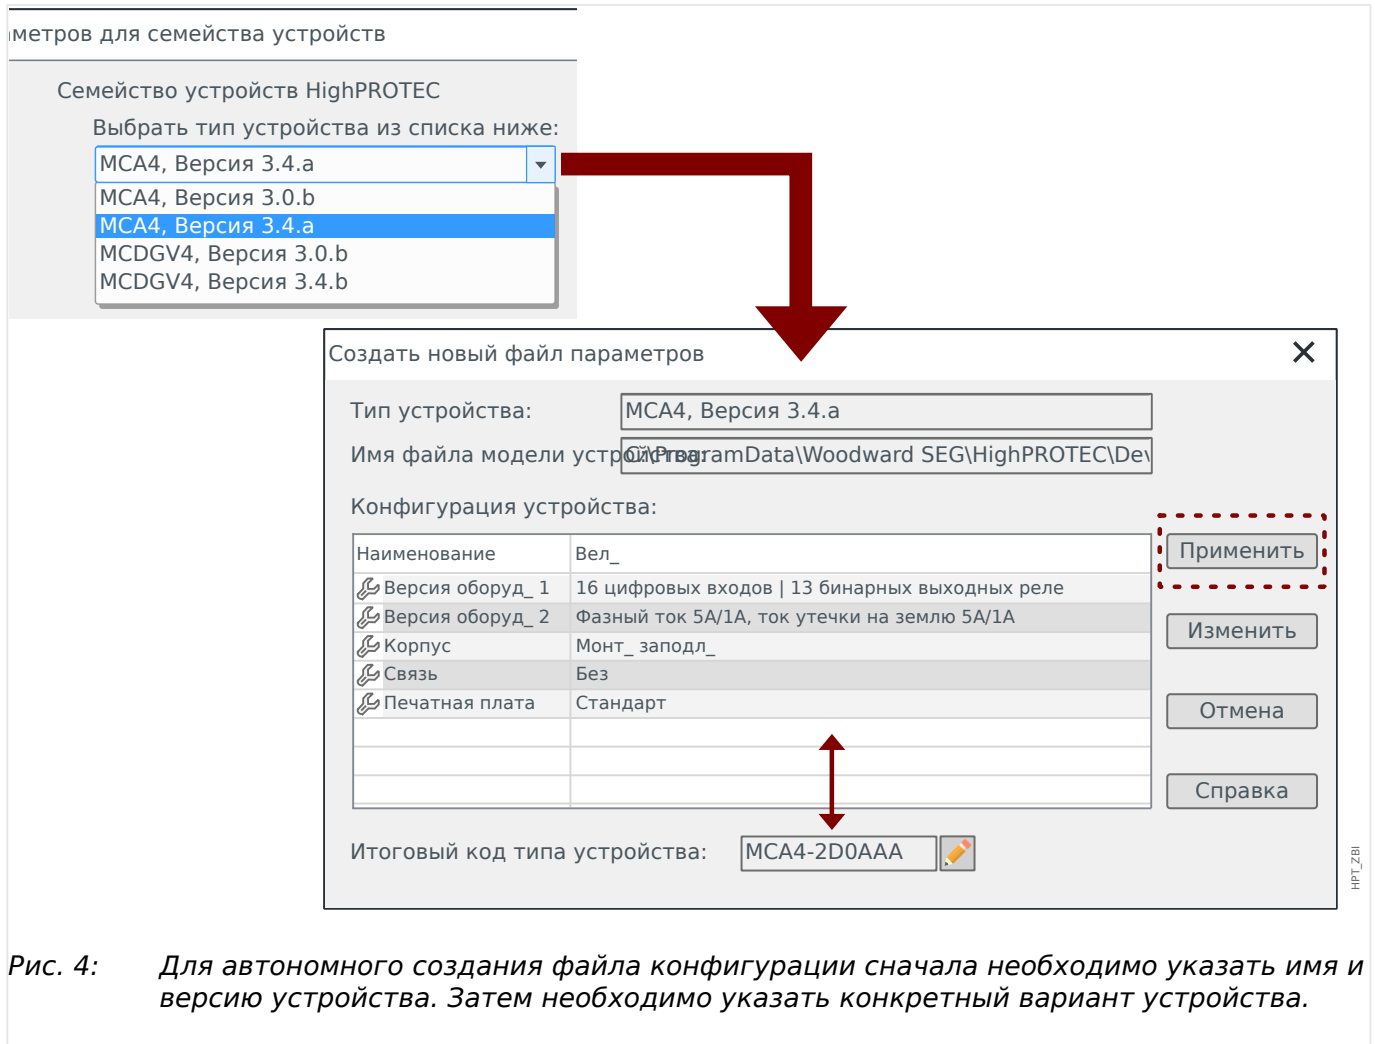 метров для семейства устройств
Семейство устройств HighPROTEC
Выбрать тип устройства из списка ниже:
MCA4, Версия 3.4.a
MCA4, Версия 3.0.b
MCA4, Версия 3.4.a
MCDGV4, Версия 3.0.b
MCDGV4, Версия 3.4.b
Создать новый файл параметров
Тип устройства: MCA4, Версия 3.4.a
Имя файла модели устройства: C:\ProgramData\Woodward SEG\HighPROTEC\De
Конфигурация устройства:
Наименование Вел_
Применить
Версия оборуд_ 1 16 цифровых входов | 13 бинарных выходных реле
Версия оборуд_ 2 Фазный ток 5A/1A, ток утечки на землю 5A/1A
Изменить
Корпус Монт_ заподл_
Связь Без
Печатная плата Стандарт
Отмена
Справка
Итоговый код типа устройства: MCA4-2D0AAA
HPT_ZBI
Рис. 4: Для автономного создания файла конфигурации сначала необходимо указать имя и
версию устройства. Затем необходимо указать конкретный вариант устройства.